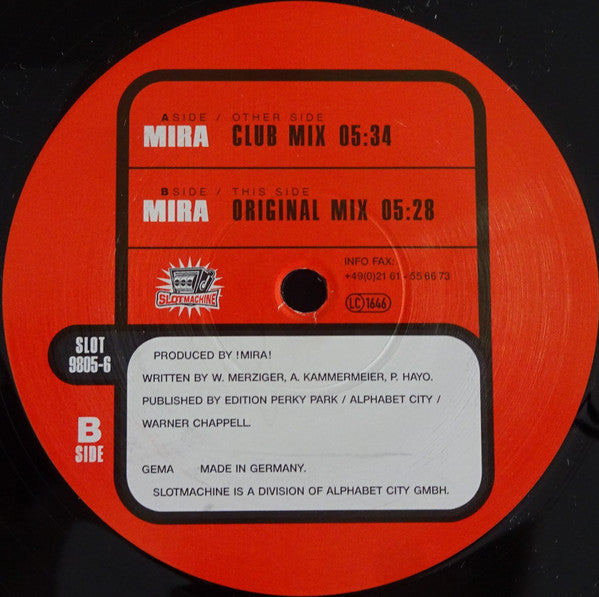 A SIDE / OTHER SIDE
MIRA CLUB MIX 05:34
B SIDE / THIS SIDE
MIRA ORIGINAL MIX 05:28
SLOTMACHINE
INFO FAX:
+49(0)21 61 - 55 66 73
LC 1646
SLOT
9805-6
B
SIDE
PRODUCED BY !MIRA!
WRITTEN BY W. MERZIGER, A. KAMMERMEIER, P. HAYO.
PUBLISHED BY EDITION PERKY PARK / ALPHABET CITY /
WARNER CHAPPELL.
GEMA MADE IN GERMANY.
SLOTMACHINE IS A DIVISION OF ALPHABET CITY GMBH.